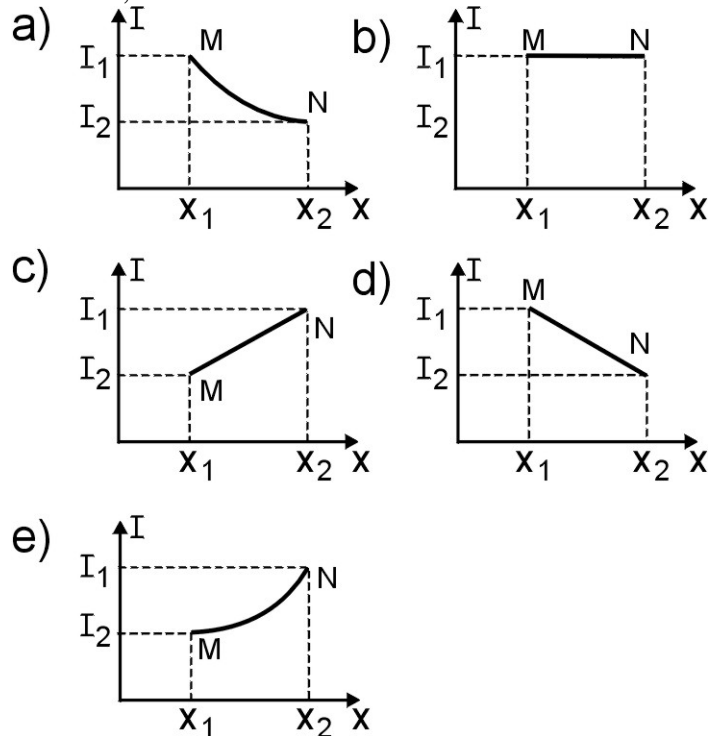 a) I
M
I₁
N
I₂
x₁ x₂ x
b) I
M N
I₁
I₂
x₁ x₂ x
c) I
I₁
N
I₂
M
x₁ x₂ x
d) I
M
I₁
N
I₂
x₁ x₂ x
e) I
I₁
N
I₂
M
x₁ x₂ x